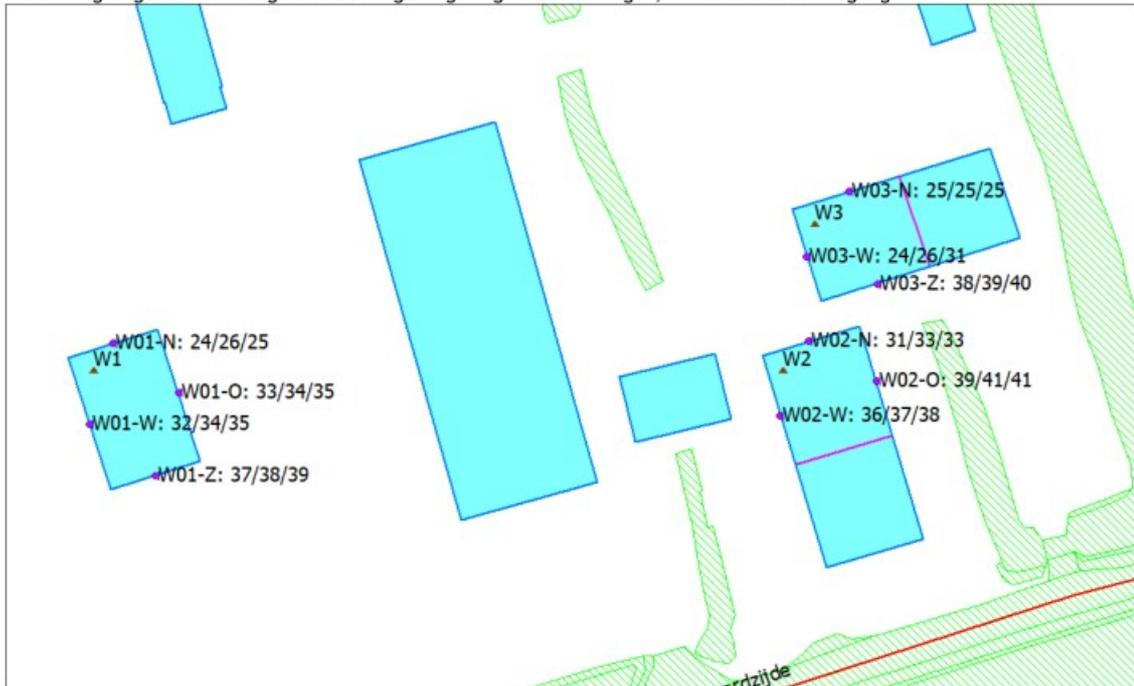 W03-N: 25/25/25
W3
W03-W: 24/26/31
W03-Z: 38/39/40
W01-N: 24/26/25
W1
W01-O: 33/34/35
W01-W: 32/34/35
W01-Z: 37/38/39
W02-N: 31/33/33
W2
W02-O: 39/41/41
W02-W: 36/37/38
rdzijde